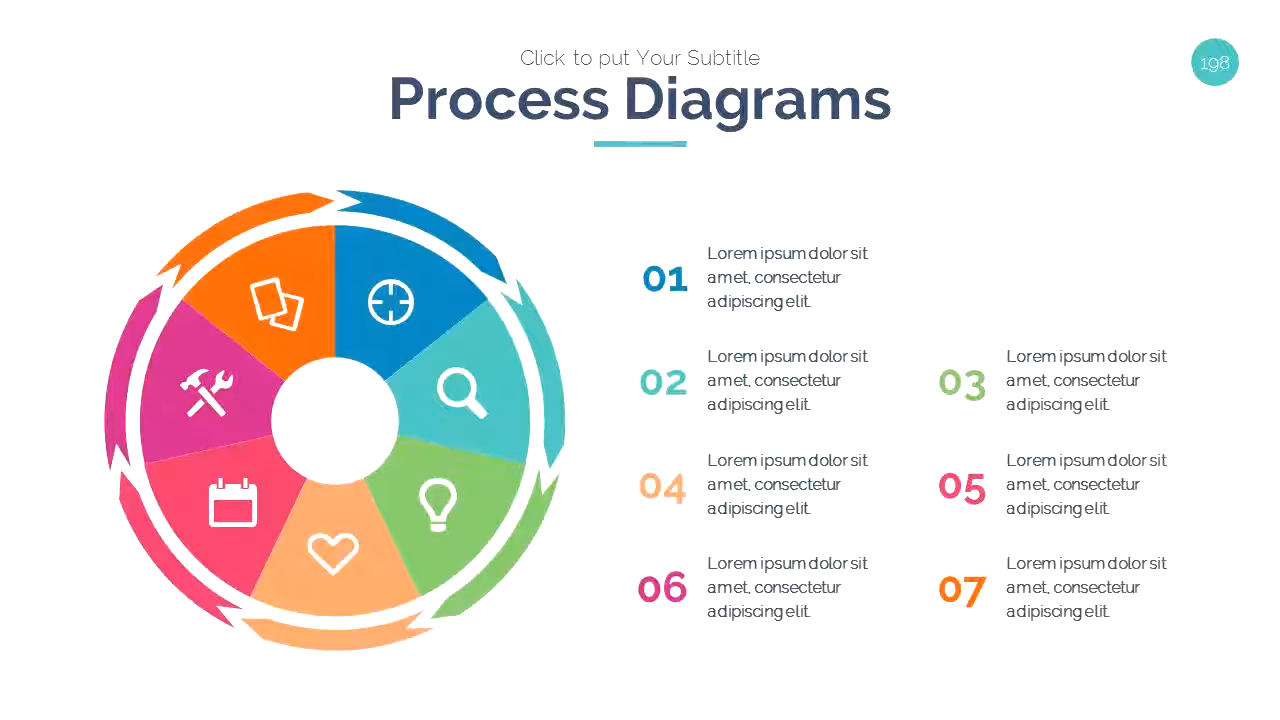 Click to put Your Subtitle
Process Diagrams
198
01
Lorem ipsum dolor sit
amet, consectetur
adipiscing elit.
02
Lorem ipsum dolor sit
amet, consectetur
adipiscing elit.
03
Lorem ipsum dolor sit
amet, consectetur
adipiscing elit.
04
Lorem ipsum dolor sit
amet, consectetur
adipiscing elit.
05
Lorem ipsum dolor sit
amet, consectetur
adipiscing elit.
06
Lorem ipsum dolor sit
amet, consectetur
adipiscing elit.
07
Lorem ipsum dolor sit
amet, consectetur
adipiscing elit.